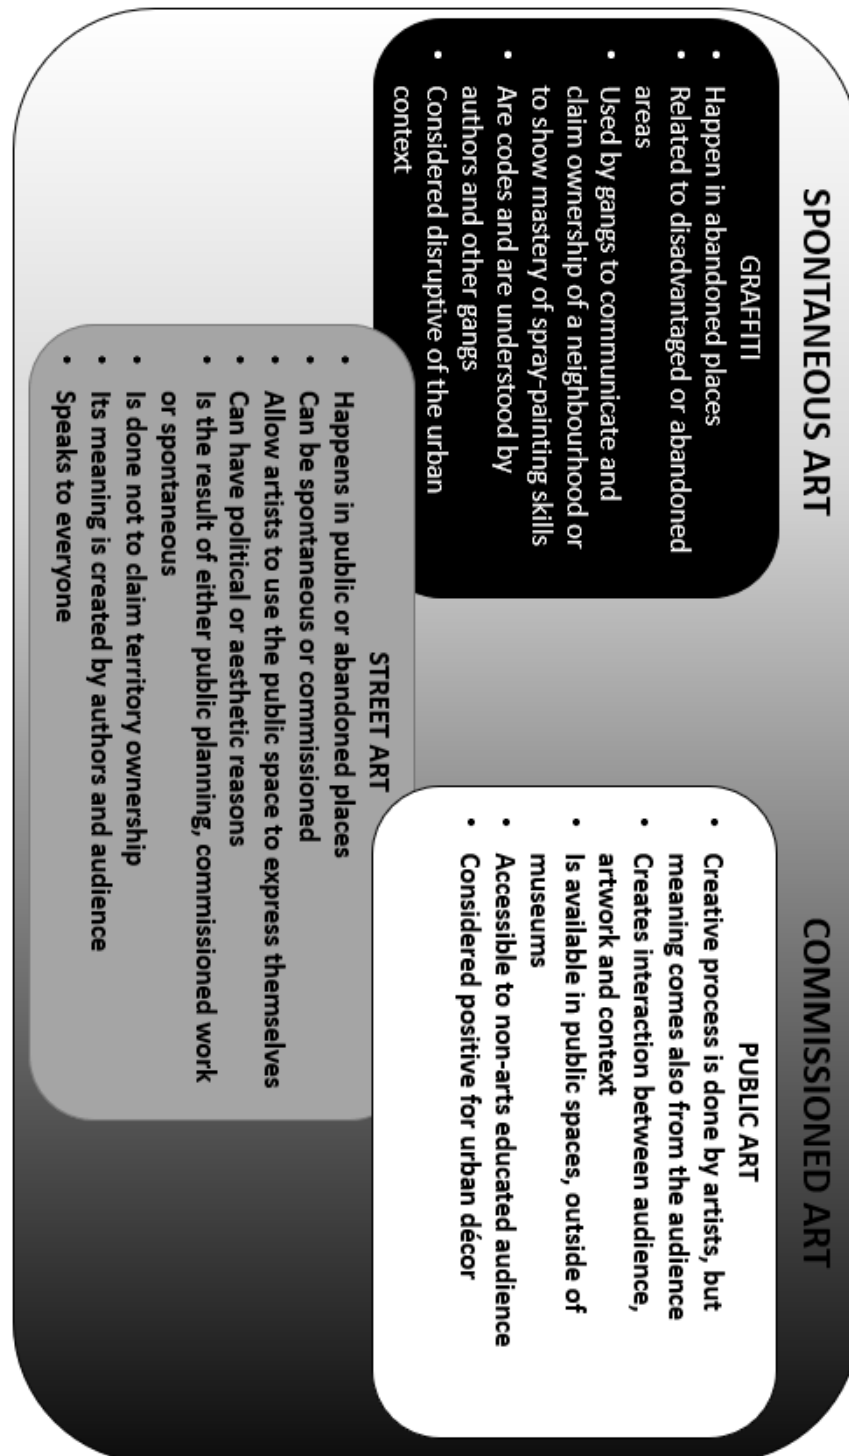 SPONTANEOUS ART
COMMISSIONED ART
GRAFFITI
• Happen in abandoned places
• Related to disadvantaged or abandoned
areas
• Used by gangs to communicate and
claim ownership of a neighbourhood or
to show mastery of spray-painting skills
• Are codes and are understood by
authors and other gangs
• Considered disruptive of the urban
context
PUBLIC ART
• Creative process is done by artists, but
meaning comes also from the audience
• Creates interaction between audience,
artwork and context
• Is available in public spaces, outside of
museums
• Accessible to non-arts educated audience
• Considered positive for urban décor
STREET ART
• Happens in public or abandoned places
• Can be spontaneous or commissioned
• Allow artists to use the public space to express themselves
• Can have political or aesthetic reasons
• Is the result of either public planning, commissioned work
or spontaneous
• Is done not to claim territory ownership
• Its meaning is created by authors and audience
• Speaks to everyone